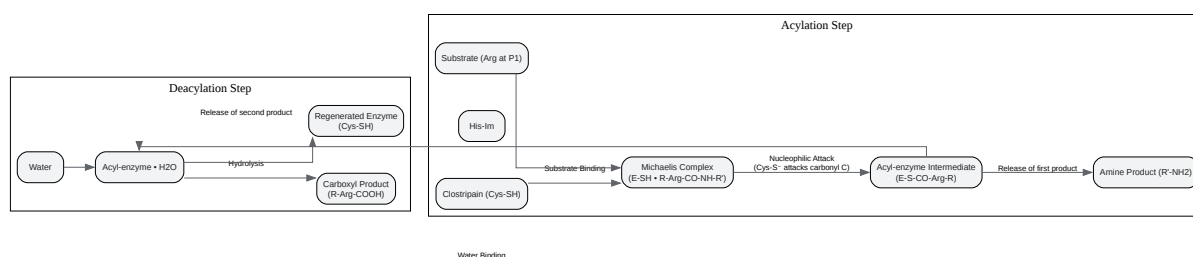 Acylation Step
Substrate (Arg at P1)
His-Im
Clostripain (Cys-SH)
Substrate Binding
Michaelis Complex
(E-SH • R-Arg-CO-NH-R')
Nucleophilic Attack
(Cys-S⁻ attacks carbonyl C)
Acyl-enzyme Intermediate
(E-S-CO-Arg-R)
Release of first product
Amine Product (R'-NH2)
Deacylation Step
Release of second product
Regenerated Enzyme
(Cys-SH)
Water
Acyl-enzyme • H2O
Hydrolysis
Carboxyl Product
(R-Arg-COOH)
Water Binding